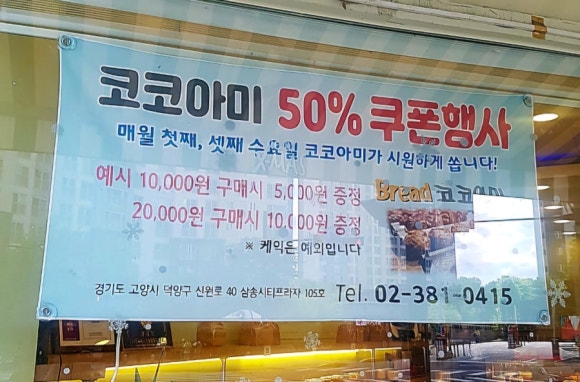 코코아미 50% 쿠폰행사
매월 첫째, 셋째 수요일 코코아미가 시원하게 쏩니다!
예시 10,000원 구매시 5,000원 증정
20,000원 구매시 10,000원 증정
※ 케익은 예외입니다
Bread 코코아미
경기도 고양시 덕양구 신원로 40 삼송시티프라자 105호 Tel. 02-381-0415